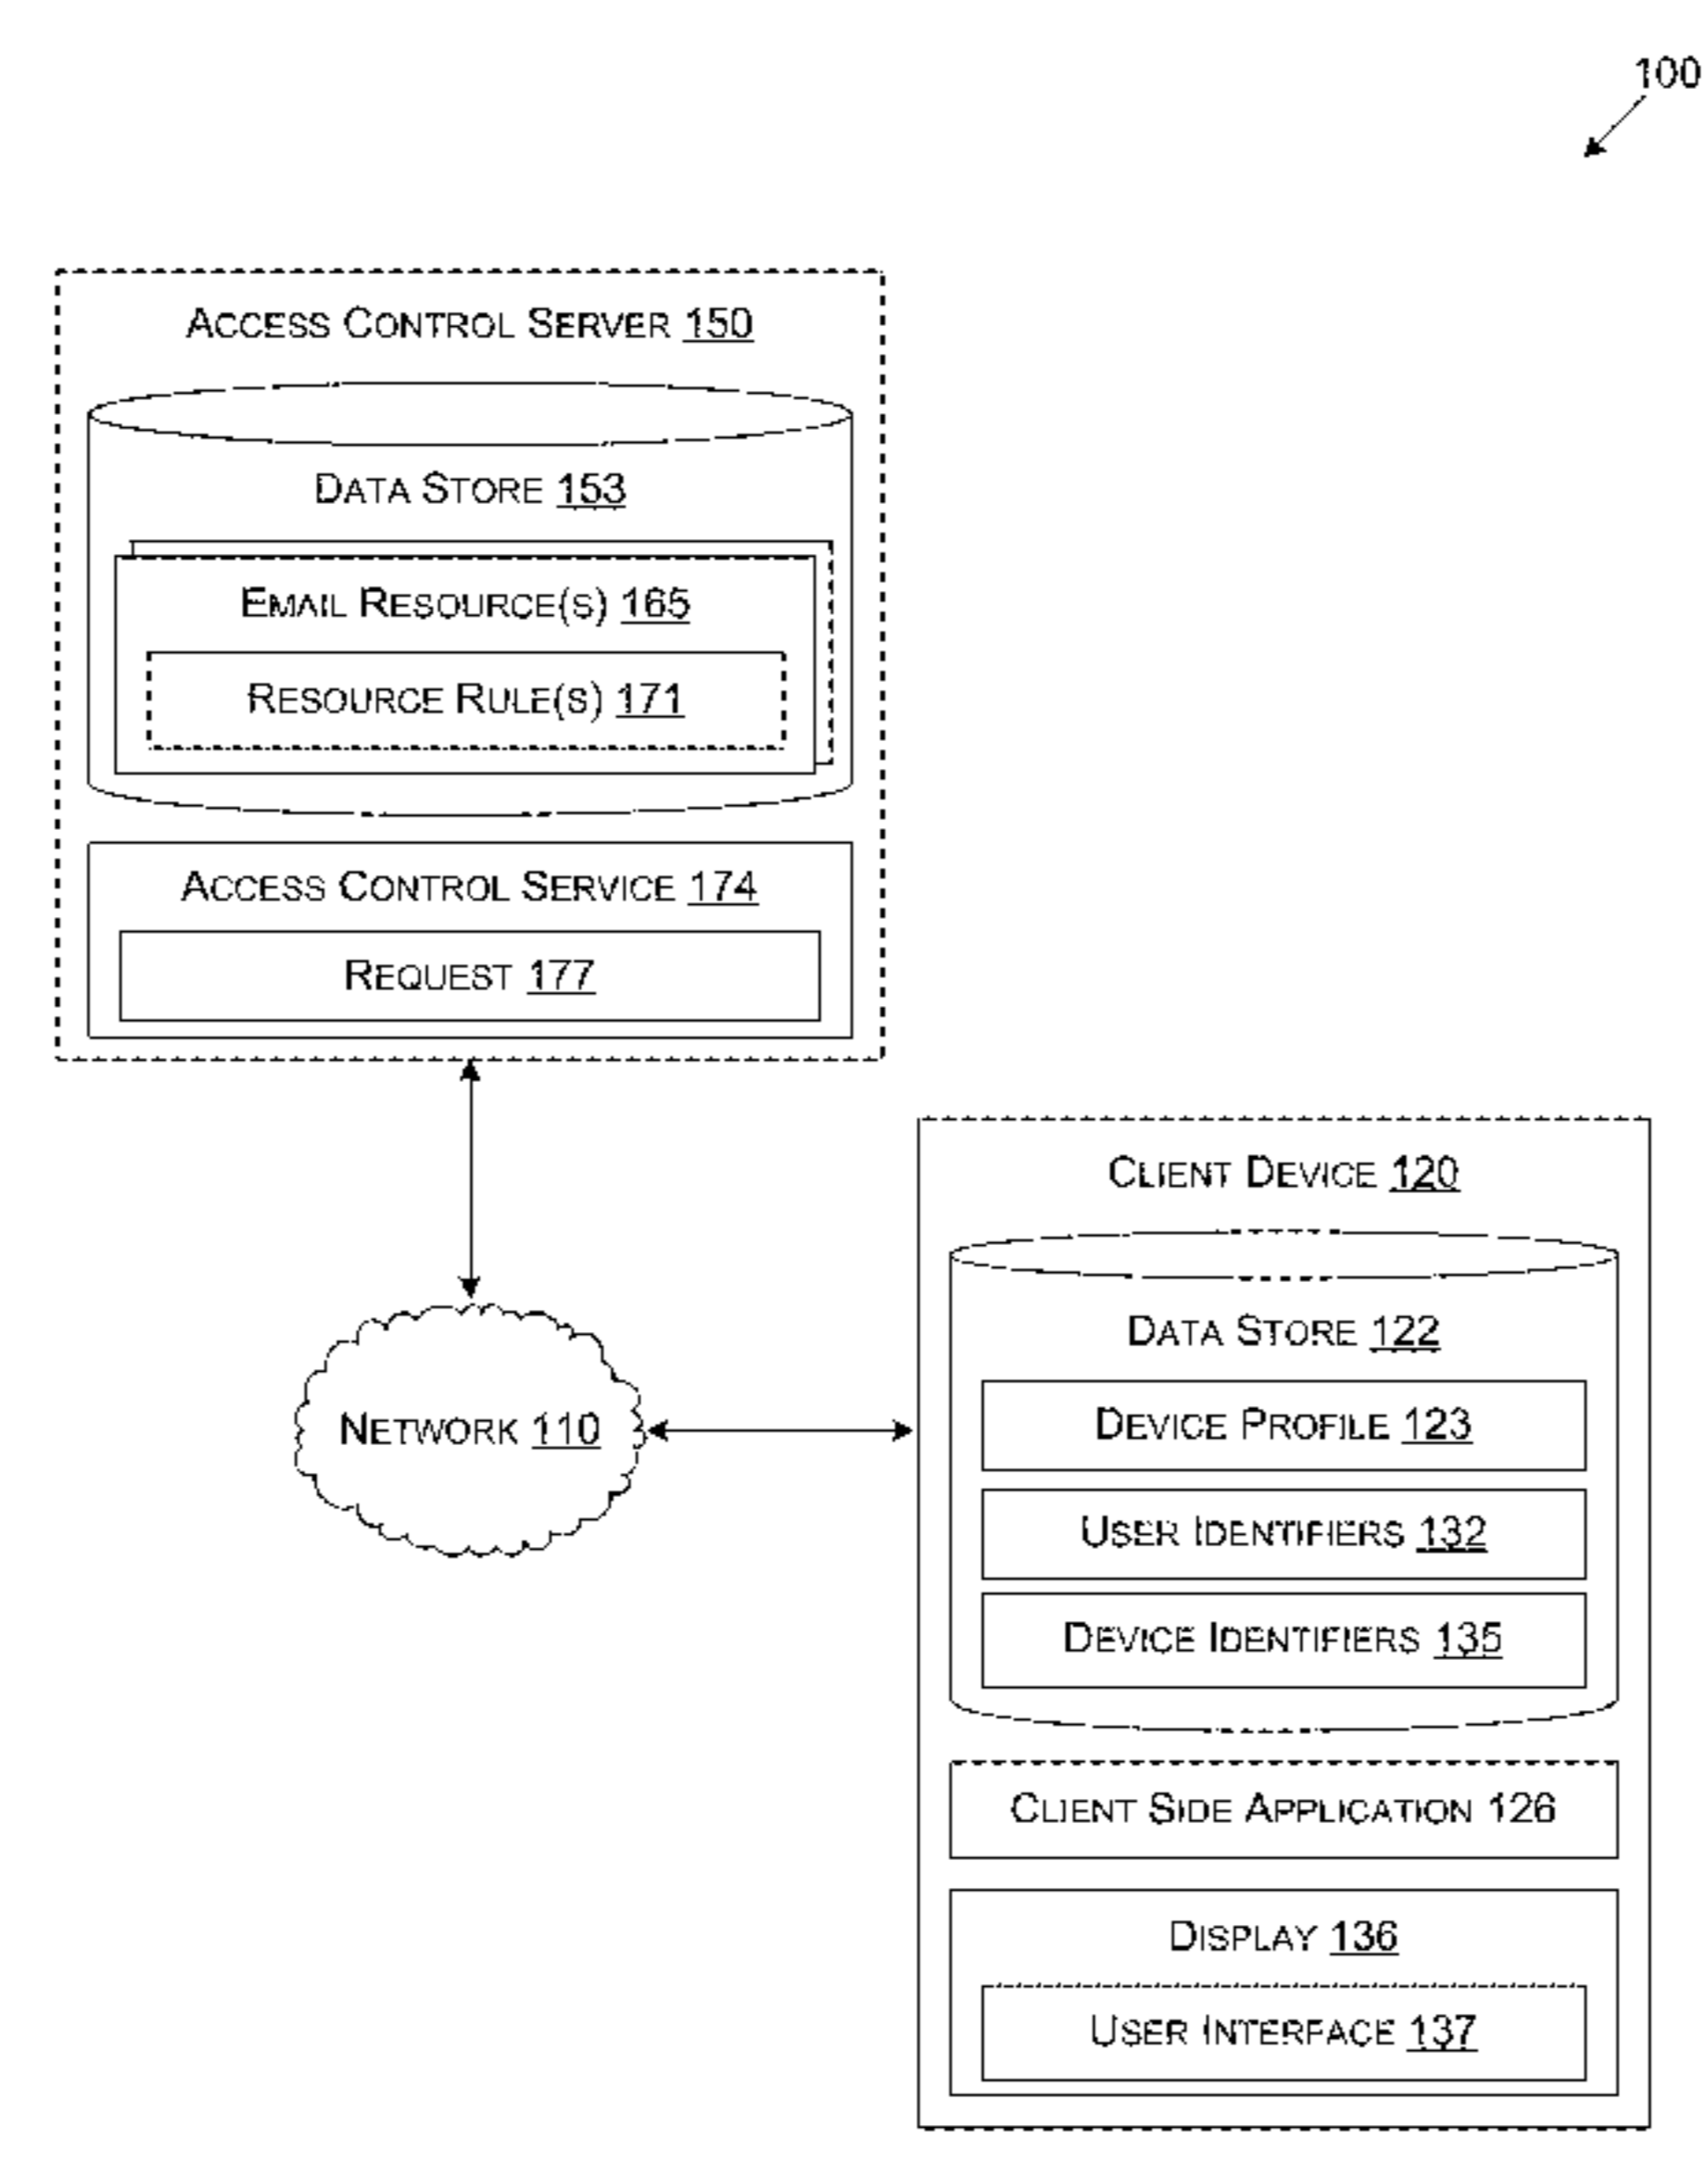 100
ACCESS CONTROL SERVER 150
DATA STORE 153
EMAIL RESOURCE(S) 165
RESOURCE RULE(S) 171
ACCESS CONTROL SERVICE 174
REQUEST 177
CLIENT DEVICE 120
DATA STORE 122
NETWORK 110
DEVICE PROFILE 123
USER IDENTIFIERS 132
DEVICE IDENTIFIERS 135
CLIENT SIDE APPLICATION 126
DISPLAY 136
USER INTERFACE 137